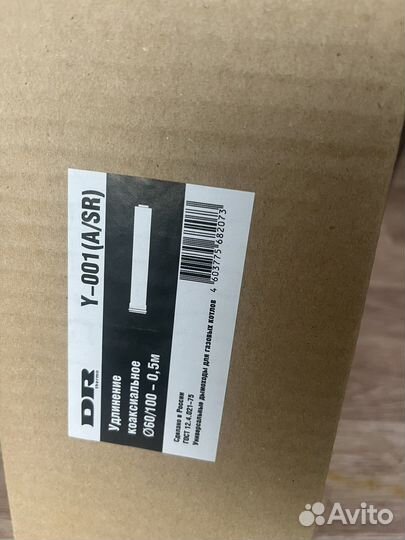 DR
Y-001(A/SR)
Удлинение
коаксиальное
Ø60/100 – 0,5м
Сделано в России
ГОСТ 12.4.021-75
Универсальные дымоходы для газовых котлов
4 603775 682073
Avito